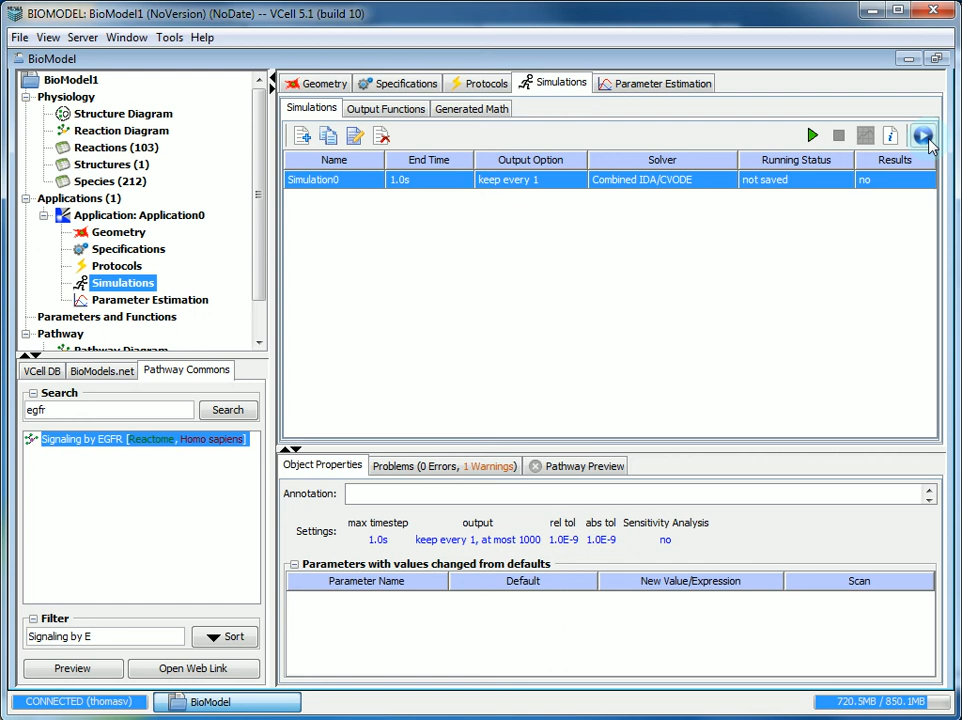 BIOMODEL: BioModel1 (NoVersion) (NoDate) -- VCell 5.1 (build 10)
File View Server Window Tools Help
BioModel
BioModel1
Physiology
Structure Diagram
Reaction Diagram
Reactions (103)
Structures (1)
Species (212)
Applications (1)
Application: Application0
Geometry
Specifications
Protocols
Simulations
Parameter Estimation
Parameters and Functions
Pathway
Pathway Diagram
VCell DB BioModels.net Pathway Commons
Search
egfr Search
Signaling by EGFR [Reactome, Homo sapiens]
Filter
Signaling by E Sort
Preview Open Web Link
Geometry Specifications Protocols Simulations Parameter Estimation
Simulations Output Functions Generated Math
Name End Time Output Option Solver Running Status Results
Simulation0 1.0s keep every 1 Combined IDA/CVODE not saved no
Object Properties Problems (0 Errors, 1 Warnings) Pathway Preview
Annotation:
max timestep output rel tol abs tol Sensitivity Analysis
Settings: 1.0s keep every 1, at most 1000 1.0E-9 1.0E-9 no
Parameters with values changed from defaults
Parameter Name Default New Value/Expression Scan
CONNECTED (thomasv) BioModel 720.5MB / 850.1MB